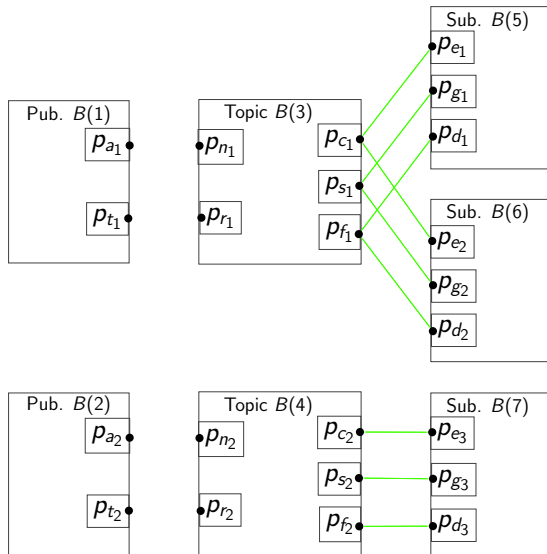 Pub. B(1)
p_{a_1}
p_{t_1}
Topic B(3)
p_{n_1}
p_{r_1}
p_{c_1}
p_{s_1}
p_{f_1}
Sub. B(5)
p_{e_1}
p_{g_1}
p_{d_1}
Sub. B(6)
p_{e_2}
p_{g_2}
p_{d_2}
Pub. B(2)
p_{a_2}
p_{t_2}
Topic B(4)
p_{n_2}
p_{r_2}
p_{c_2}
p_{s_2}
p_{f_2}
Sub. B(7)
p_{e_3}
p_{g_3}
p_{d_3}